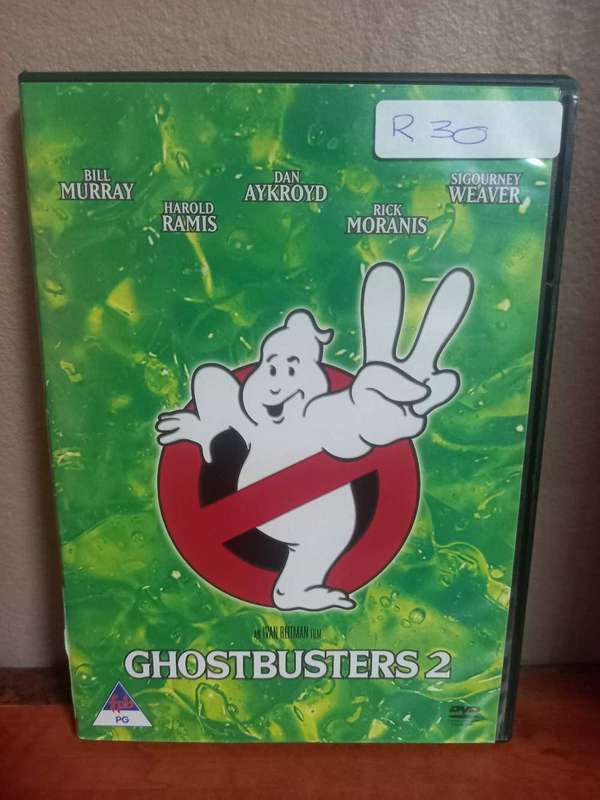 R 30
BILL
MURRAY
HAROLD
RAMIS
DAN
AYKROYD
RICK
MORANIS
SIGOURNEY
WEAVER
AN IVAN REITMAN FILM
GHOSTBUSTERS 2
fpb
PG
DVD